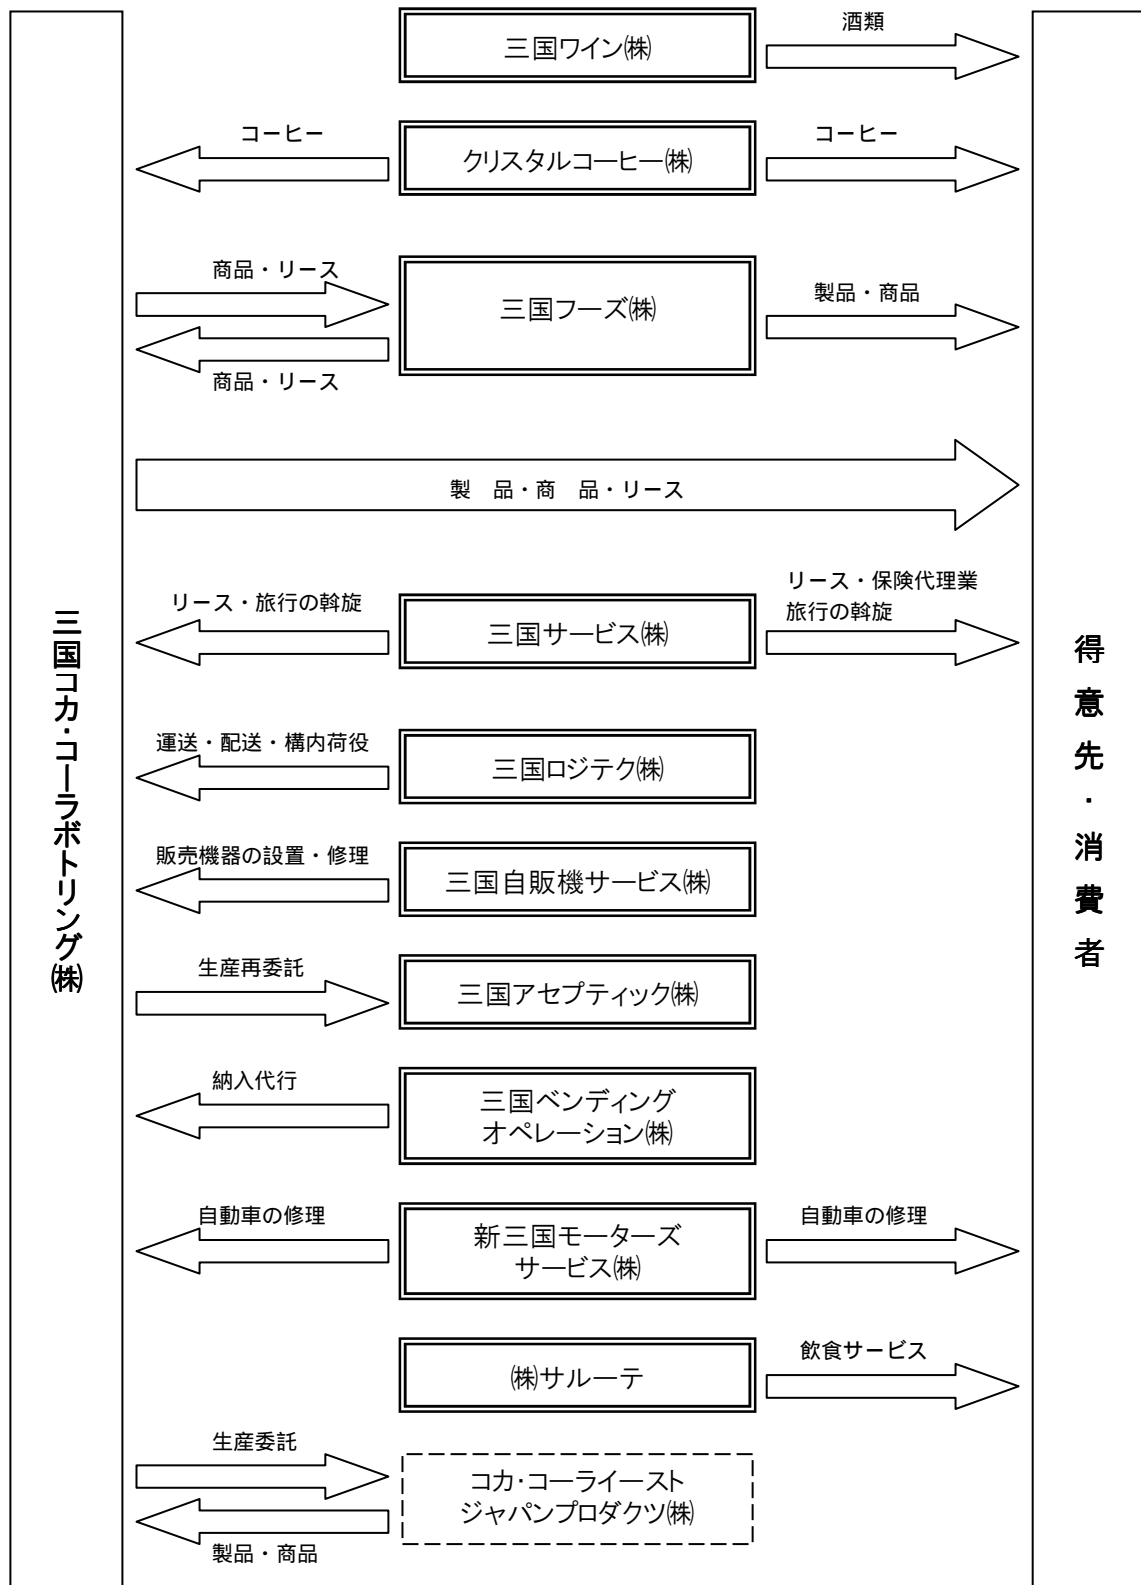 酒類
三国ワイン㈱
コーヒー
クリスタルコーヒー㈱
コーヒー
商品・リース
三国フーズ㈱
製品・商品
商品・リース
製　品・商　品・リース
リース・旅行の斡旋
三国サービス㈱
リース・保険代理業
旅行の斡旋
三国コカ・コーラボトリング㈱
得意先・消費者
運送・配送・構内荷役
三国ロジテク㈱
販売機器の設置・修理
三国自販機サービス㈱
生産再委託
三国アセプティック㈱
納入代行
三国ベンディング
オペレーション㈱
自動車の修理
新三国モーターズ
サービス㈱
自動車の修理
㈱サルーテ
飲食サービス
生産委託
コカ・コーライースト
ジャパンプロダクツ㈱
製品・商品